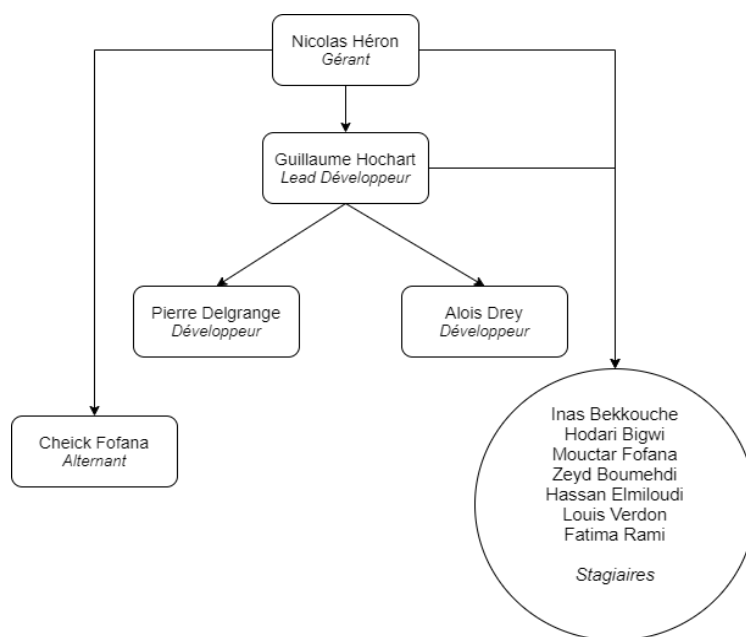 Nicolas Héron
Gérant
Guillaume Hochart
Lead Développeur
Pierre Delgrange
Développeur
Alois Drey
Développeur
Cheick Fofana
Alternant
Inas Bekkouche
Hodari Bigwi
Mouctar Fofana
Zeyd Boumehdi
Hassan Elmiloudi
Louis Verdon
Fatima Rami
Stagiaires